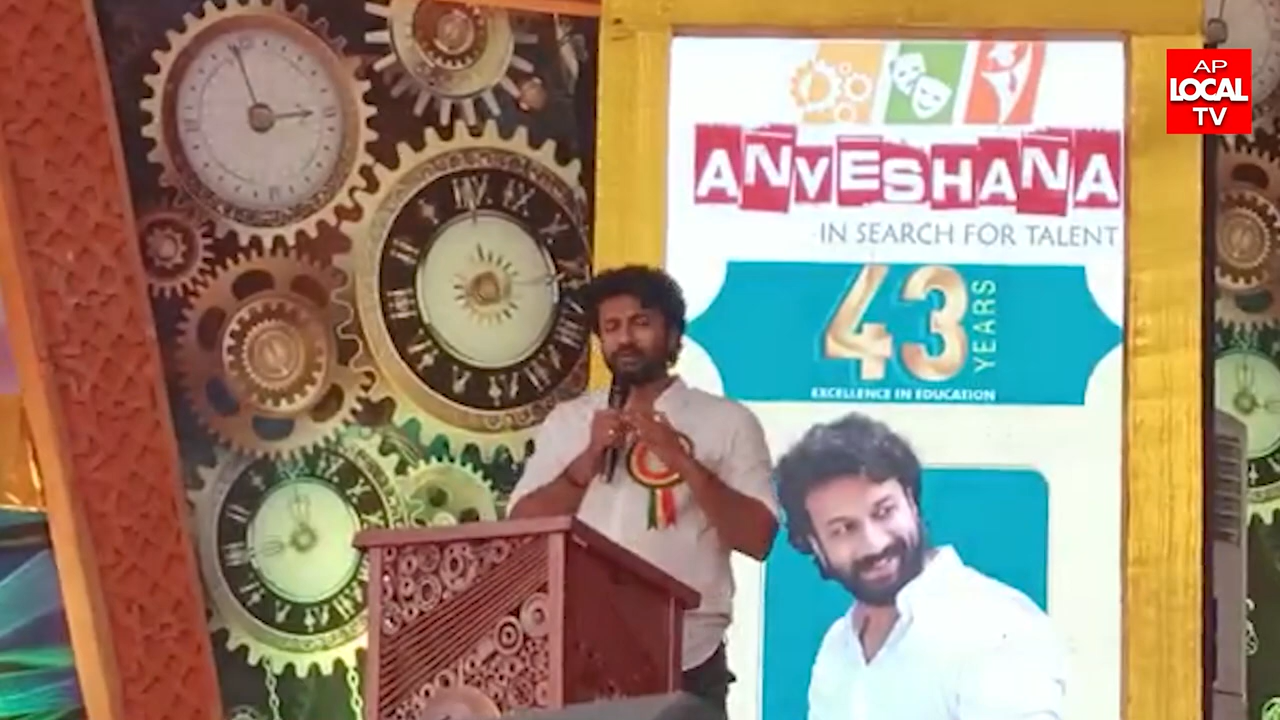 AP
LOCAL
TV
ANVESHANA
IN SEARCH FOR TALENT
43
YEARS
EXCELLENCE IN EDUCATION